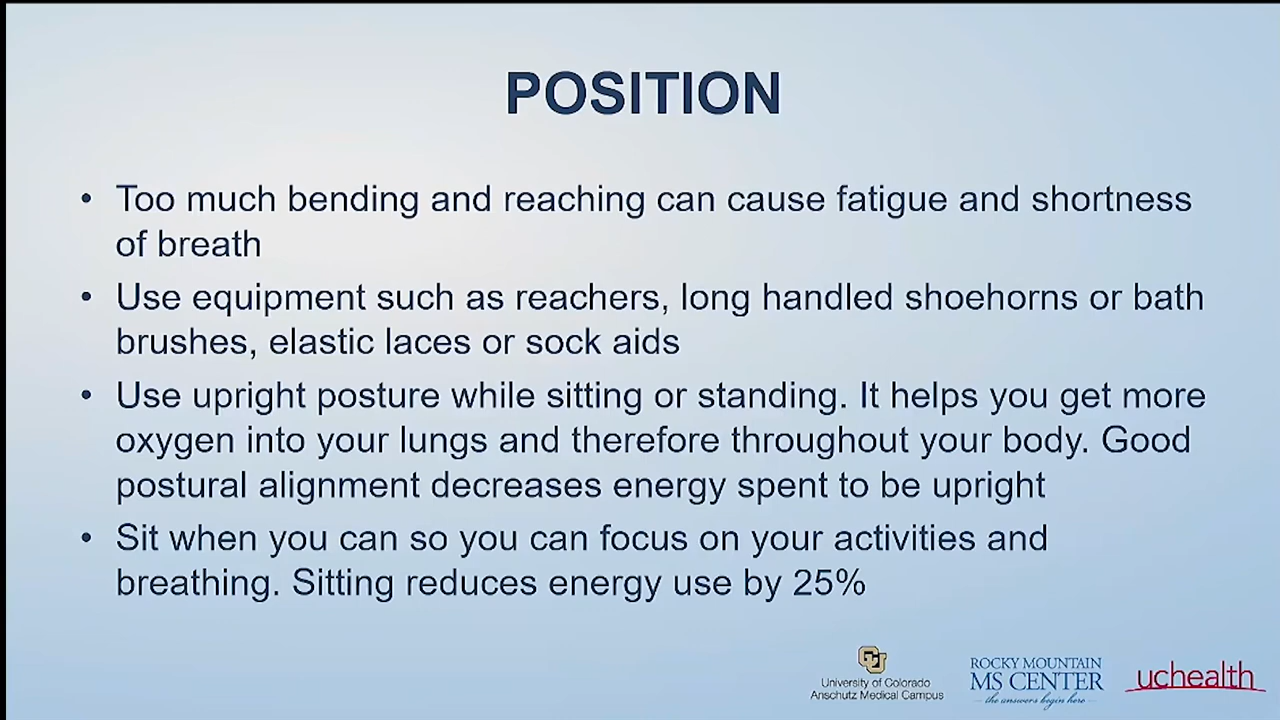 POSITION
• Too much bending and reaching can cause fatigue and shortness
of breath
• Use equipment such as reachers, long handled shoehorns or bath
brushes, elastic laces or sock aids
• Use upright posture while sitting or standing. It helps you get more
oxygen into your lungs and therefore throughout your body. Good
postural alignment decreases energy spent to be upright
• Sit when you can so you can focus on your activities and
breathing. Sitting reduces energy use by 25%
CU
University of Colorado
Anschutz Medical Campus
ROCKY MOUNTAIN
MS CENTER
the answers begin here
uchealth